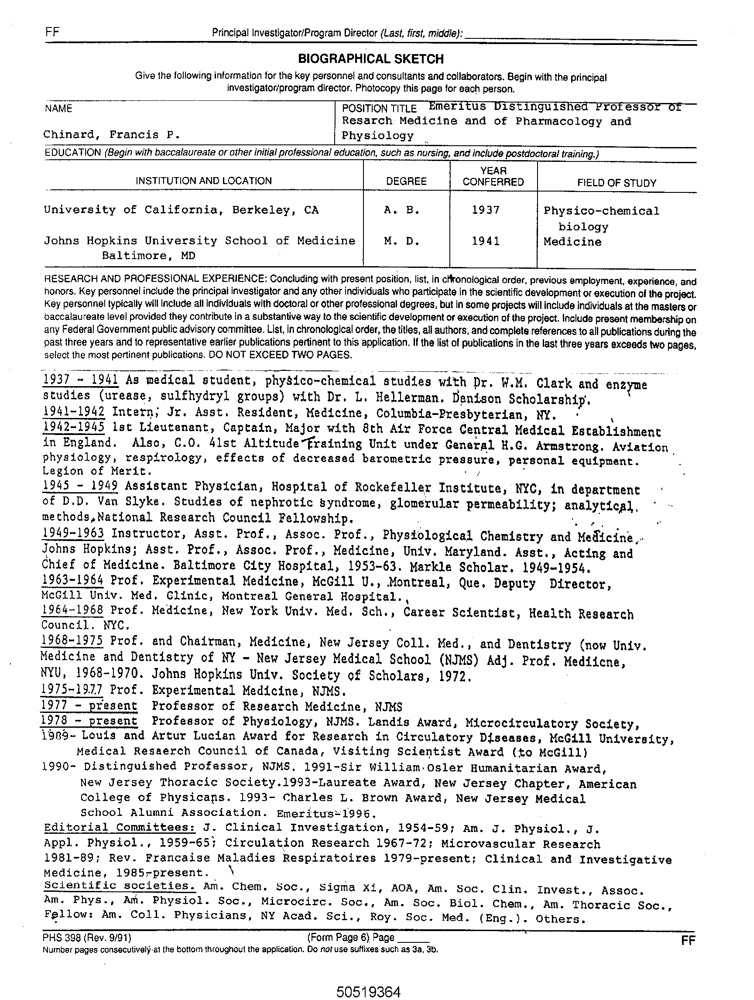 FF
Principal Investigator/Program Director (Last, first, middle):
BIOGRAPHICAL SKETCH
Give the following information for the key personnel and consultants and collaborators. Begin with the principal
investigator/program director. Photocopy this page for each person.
NAME
POSITION TITLE Emeritus Distinguished Professor of
Resarch Medicine and of Pharmacology and
Chinard, Francis P.
Physiology
EDUCATION (Begin with baccalaureate or other initial professional education, such as nursing, and include postdoctoral training.)
INSTITUTION AND LOCATION
DEGREE
YEAR CONFERRED
FIELD OF STUDY
University of California, Berkeley, CA
A. B.
1937
Physico-chemical
biology
Johns Hopkins University School of Medicine
M. D.
1941
Medicine
Baltimore, MD
RESEARCH AND PROFESSIONAL EXPERIENCE: Concluding with present position, list, in chronological order, previous employment, experience, and
honors. Key personnel include the principal investigator and any other individuals who participate in the scientific development or execution of the project.
Key personnel typically will include all individuals with doctoral or other professional degrees, but in some projects will include individuals at the masters or
baccalaureate level provided they contribute in a substantive way to the scientific development or execution of the project. Include present membership on
any Federal Government public advisory committee. List, in chronological order, the titles, all authors, and complete references to all publications during the
past three years and to representative earlier publications pertinent to this application. If the list of publications in the last three years exceeds two pages,
select the most pertinent publications. DO NOT EXCEED TWO PAGES.
1937 - 1941 As medical student, physico-chemical studies with Dr. W.M. Clark and enzyme
studies (urease, sulfhydryl groups) with Dr. L. Hellerman. Denison Scholarship.
1941-1942 Intern, Jr. Asst. Resident, Medicine, Columbia-Presbyterian, NY.
1942-1945 1st Lieutenant, Captain, Major with 8th Air Force Central Medical Establishment
in England. Also, C.O. 41st Altitude Training Unit under General H.G. Armstrong. Aviation
physiology, respirology, effects of decreased barometric pressure, personal equipment.
Legion of Merit.
1945 - 1949 Assistant Physician, Hospital of Rockefeller Institute, NYC, in department
of D.D. Van Slyke. Studies of nephrotic syndrome, glomerular permeability; analytical
methods, National Research Council Fellowship.
1949-1963 Instructor, Asst. Prof., Assoc. Prof., Physiological Chemistry and Medicine,
Johns Hopkins; Asst. Prof., Assoc. Prof., Medicine, Univ. Maryland. Asst., Acting and
Chief of Medicine. Baltimore City Hospital, 1953-63. Markle Scholar. 1949-1954.
1963-1964 Prof. Experimental Medicine, McGill U., Montreal, Que. Deputy Director,
McGill Univ. Med. Clinic, Montreal General Hospital.
1964-1968 Prof. Medicine, New York Univ. Med. Sch., Career Scientist, Health Research
Council. NYC.
1968-1975 Prof. and Chairman, Medicine, New Jersey Coll. Med., and Dentistry (now Univ.
Medicine and Dentistry of NY - New Jersey Medical School (NJMS) Adj. Prof. Mediicne,
NYU, 1968-1970. Johns Hopkins Univ. Society of Scholars, 1972.
1975-1977 Prof. Experimental Medicine, NJMS.
1977 - present Professor of Research Medicine, NJMS
1978 - present Professor of Physiology, NJMS. Landis Award, Microcirculatory Society,
1989- Louis and Artur Lucian Award for Research in Circulatory Diseases, McGill University,
Medical Resaerch Council of Canada, Visiting Scientist Award (to McGill)
1990- Distinguished Professor, NJMS. 1991-Sir William Osler Humanitarian Award,
New Jersey Thoracic Society.1993-Laureate Award, New Jersey Chapter, American
College of Physicans. 1993- Charles L. Brown Award, New Jersey Medical
School Alumni Association. Emeritus-1996.
Editorial Committees: J. Clinical Investigation, 1954-59; Am. J. Physiol., J.
Appl. Physiol., 1959-65; Circulation Research 1967-72; Microvascular Research
1981-89; Rev. Francaise Maladies Respiratoires 1979-present; Clinical and Investigative
Medicine, 1985-present.
Scientific societies. Am. Chem. Soc., Sigma Xi, AOA, Am. Soc. Clin. Invest., Assoc.
Am. Phys., Am. Physiol. Soc., Microcirc. Soc., Am. Soc. Biol. Chem., Am. Thoracic Soc.,
Fellow: Am. Coll. Physicians, NY Acad. Sci., Roy. Soc. Med. (Eng.). Others.
PHS 398 (Rev. 9/91)
(Form Page 6) Page
FF
Number pages consecutively at the bottom throughout the application. Do not use suffixes such as 3a, 3b.
50519364